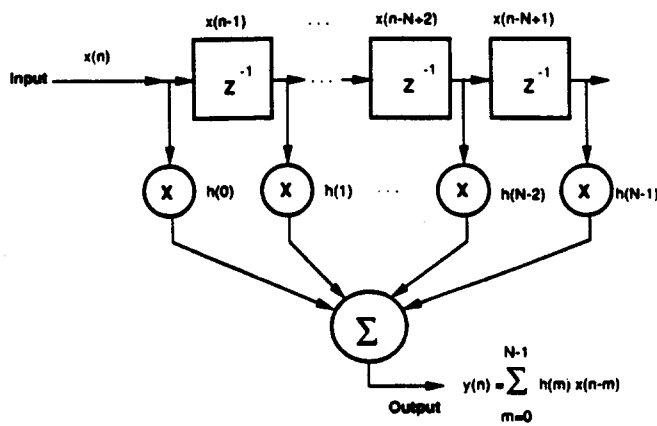 x(n-1) ... x(n-N+2) x(n-N+1)
x(n)
Input Z⁻¹ ... Z⁻¹ Z⁻¹
X h(0) X h(1) ... X h(N-2) X h(N-1)
Σ
N-1
y(n) = Σ h(m) x(n-m)
Output
m=0